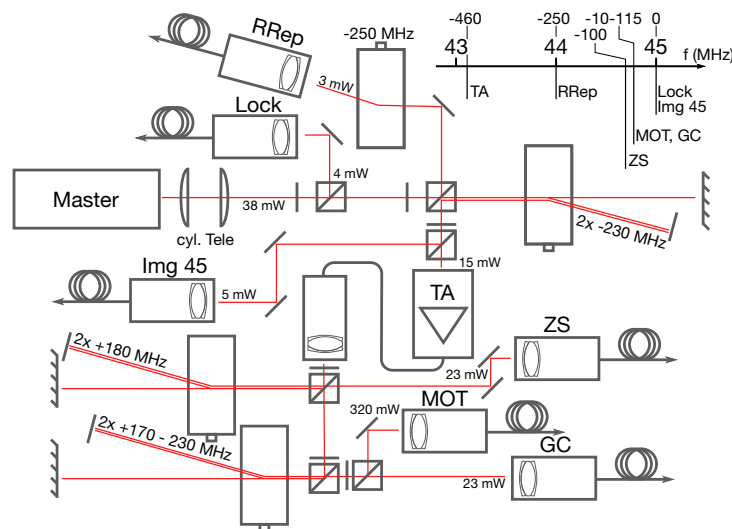 RRep
3 mW
-250 MHz
-460
-250
-10-115
0
-100
43
44
45
f (MHz)
TA
RRep
Lock
Img 45
MOT, GC
ZS
Lock
4 mW
Master
38 mW
cyl. Tele
2x -230 MHz
Img 45
5 mW
15 mW
TA
ZS
23 mW
2x +180 MHz
MOT
320 mW
2x +170 - 230 MHz
GC
23 mW